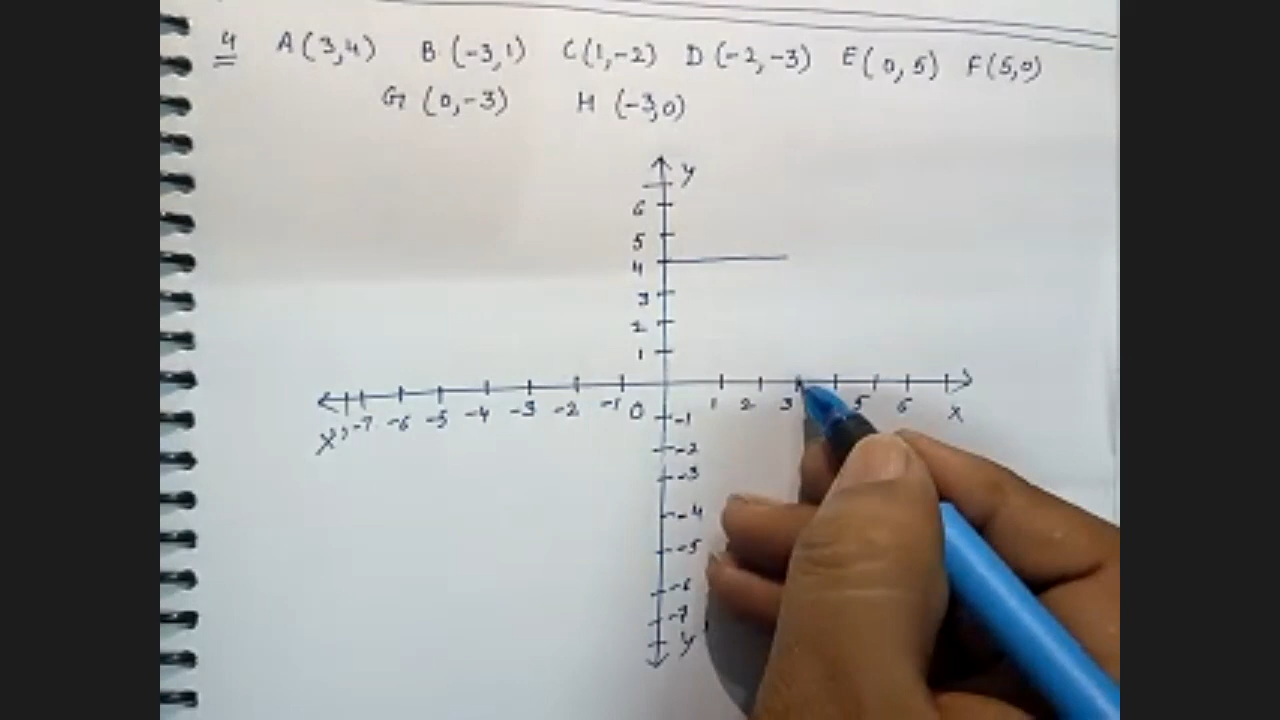 4 A(3,4) B(-3,1) C(1,-2) D(-2,-3) E(0,5) F(5,0)
G(0,-3) H(-3,0)
y
6
5
4
3
2
1
-7 -6 -5 -4 -3 -2 -1 0 1 2 3 5 6
X' X
-1
-2
-3
-4
-5
-6
-7
y'